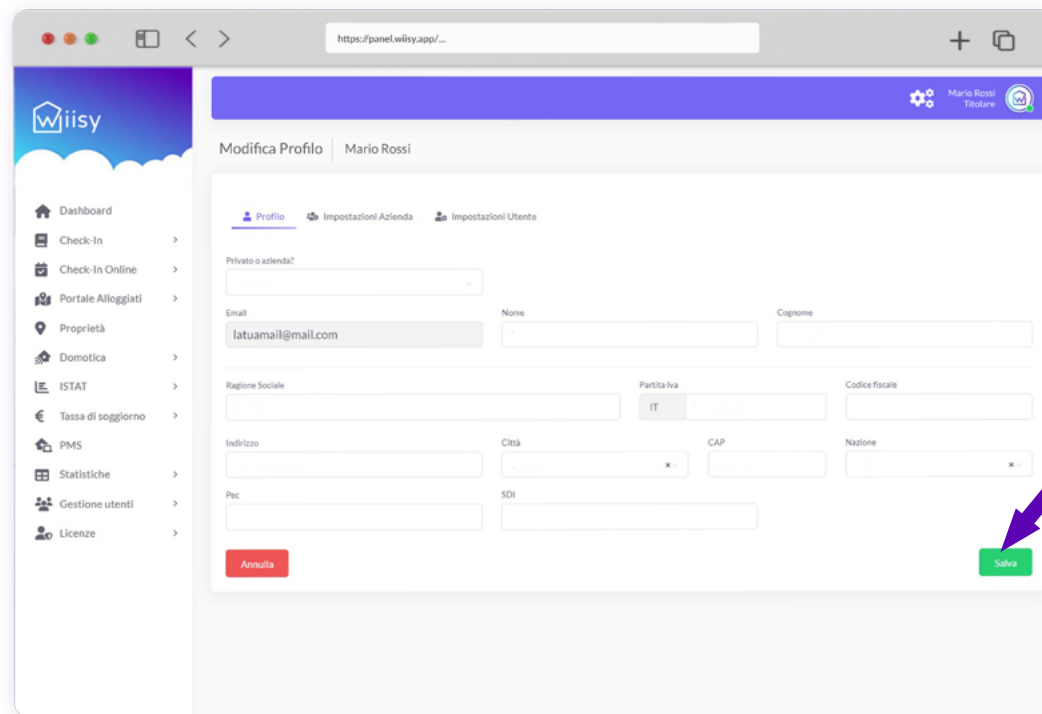 https://panel.wiisy.app/...
Wiisy
Mario Rossi
Titolare
Modifica Profilo Mario Rossi
Dashboard
Check-In
Check-In Online
Portale Alloggiati
Proprietà
Domotica
ISTAT
Tassa di soggiorno
PMS
Statistiche
Gestione utenti
Licenze
Profilo Impostazioni Azienda Impostazioni Utente
Privato o azienda?
Email Nome Cognome
latuamail@mail.com
Ragione Sociale Partita Iva Codice fiscale
IT
Indirizzo Città CAP Nazione
Pec SDI
Annulla Salva